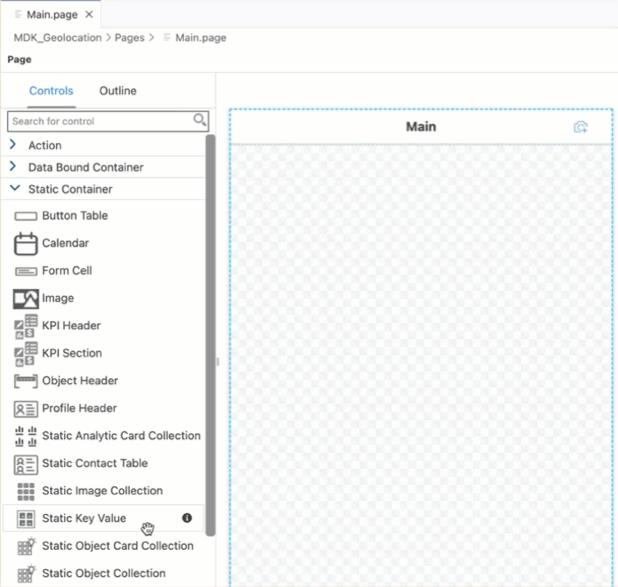 Main.page
MDK_Geolocation > Pages > Main.page
Page
Controls Outline
Search for control
Action
Data Bound Container
Static Container
Button Table
Calendar
Form Cell
Image
KPI Header
KPI Section
Object Header
Profile Header
Static Analytic Card Collection
Static Contact Table
Static Image Collection
Static Key Value
Static Object Card Collection
Static Object Collection
Main